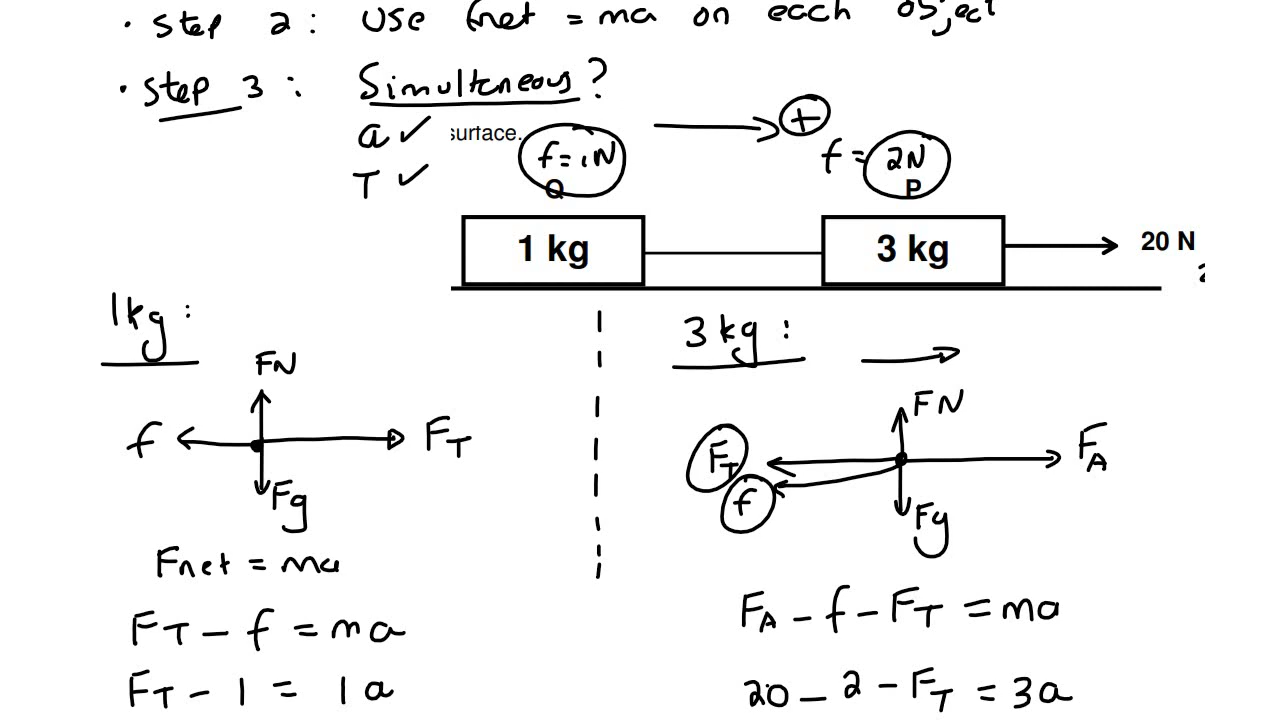 • Step 2: Use Fnet = ma on each object
• Step 3: Simultaneous?
a ✓ surface.
T ✓
f = 1N
f = 2N
+
Q
P
1 kg
3 kg
20 N
1kg:
3kg:
FN
f
FT
Fg
FN
FT
f
FA
Fg
Fnet = ma
FT - f = ma
FT - 1 = 1a
FA - f - FT = ma
20 - 2 - FT = 3a